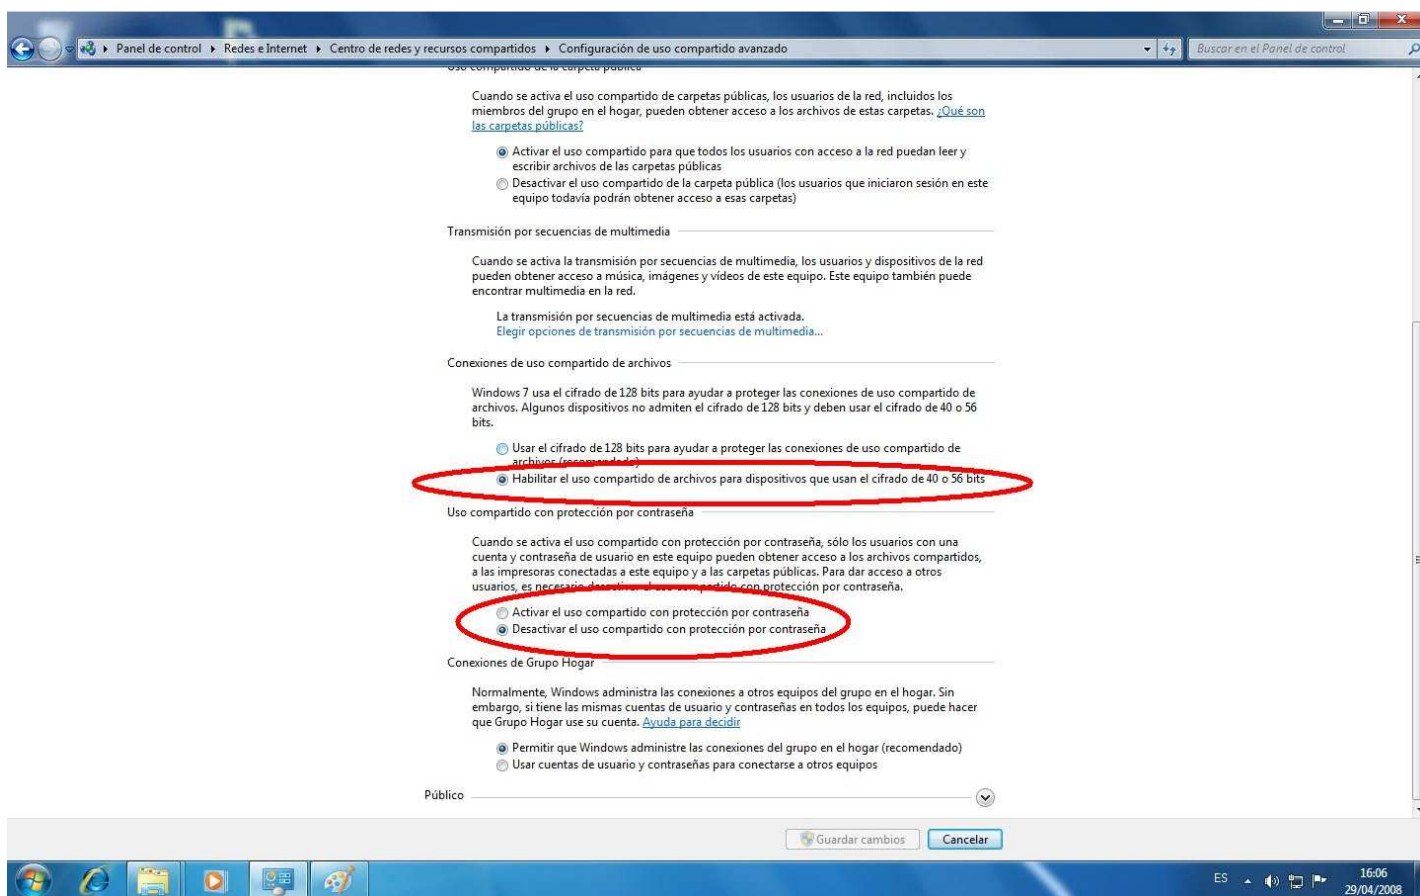 Panel de control ▸ Redes e Internet ▸ Centro de redes y recursos compartidos ▸ Configuración de uso compartido avanzado
Buscar en el Panel de control
Uso compartido de la carpeta pública
Cuando se activa el uso compartido de carpetas públicas, los usuarios de la red, incluidos los
miembros del grupo en el hogar, pueden obtener acceso a los archivos de estas carpetas. ¿Qué son
las carpetas públicas?
Activar el uso compartido para que todos los usuarios con acceso a la red puedan leer y
escribir archivos de las carpetas públicas
Desactivar el uso compartido de la carpeta pública (los usuarios que iniciaron sesión en este
equipo todavía podrán obtener acceso a esas carpetas)
Transmisión por secuencias de multimedia
Cuando se activa la transmisión por secuencias de multimedia, los usuarios y dispositivos de la red
pueden obtener acceso a música, imágenes y vídeos de este equipo. Este equipo también puede
encontrar multimedia en la red.
La transmisión por secuencias de multimedia está activada.
Elegir opciones de transmisión por secuencias de multimedia...
Conexiones de uso compartido de archivos
Windows 7 usa el cifrado de 128 bits para ayudar a proteger las conexiones de uso compartido de
archivos. Algunos dispositivos no admiten el cifrado de 128 bits y deben usar el cifrado de 40 o 56
bits.
Usar el cifrado de 128 bits para ayudar a proteger las conexiones de uso compartido de
archivos (recomendado)
Habilitar el uso compartido de archivos para dispositivos que usan el cifrado de 40 o 56 bits
Uso compartido con protección por contraseña
Cuando se activa el uso compartido con protección por contraseña, sólo los usuarios con una
cuenta y contraseña de usuario en este equipo pueden obtener acceso a los archivos compartidos,
a las impresoras conectadas a este equipo y a las carpetas públicas. Para dar acceso a otros
usuarios, es necesario desactivar el uso compartido con protección por contraseña.
Activar el uso compartido con protección por contraseña
Desactivar el uso compartido con protección por contraseña
Conexiones de Grupo Hogar
Normalmente, Windows administra las conexiones a otros equipos del grupo en el hogar. Sin
embargo, si tiene las mismas cuentas de usuario y contraseñas en todos los equipos, puede hacer
que Grupo Hogar use su cuenta. Ayuda para decidir
Permitir que Windows administre las conexiones del grupo en el hogar (recomendado)
Usar cuentas de usuario y contraseñas para conectarse a otros equipos
Público
Guardar cambios
Cancelar
ES
16:06
29/04/2008